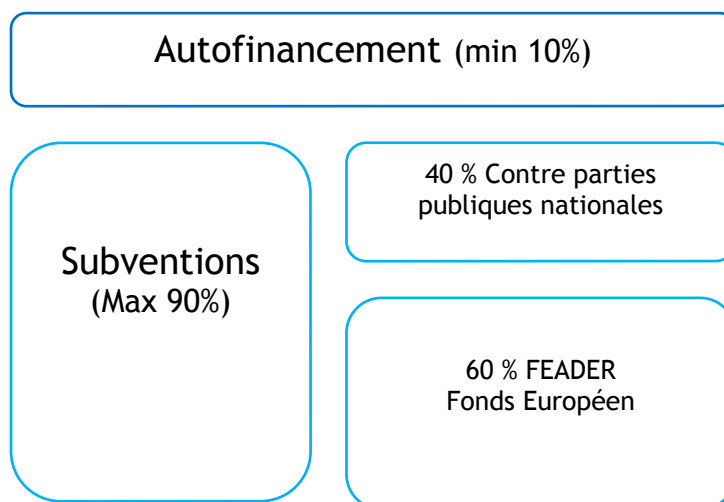 Autofinancement (min 10%)
Subventions
(Max 90%)
40 % Contre parties
publiques nationales
60 % FEADER
Fonds Européen